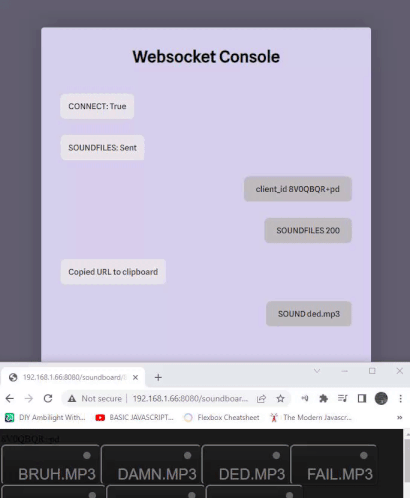 Websocket Console
CONNECT: True
SOUNDFILES: Sent
client_id 8V0QBQR+pd
SOUNDFILES 200
Copied URL to clipboard
SOUND ded.mp3
192.168.1.66:8080/soundboard/
Not secure | 192.168.1.66:8080/soundboar...
DIY Ambilight With... BASIC JAVASCRIPT... Flexbox Cheatsheet The Modern Javascr...
8V0QBQR+pd
BRUH.MP3 DAMN.MP3 DED.MP3 FAIL.MP3